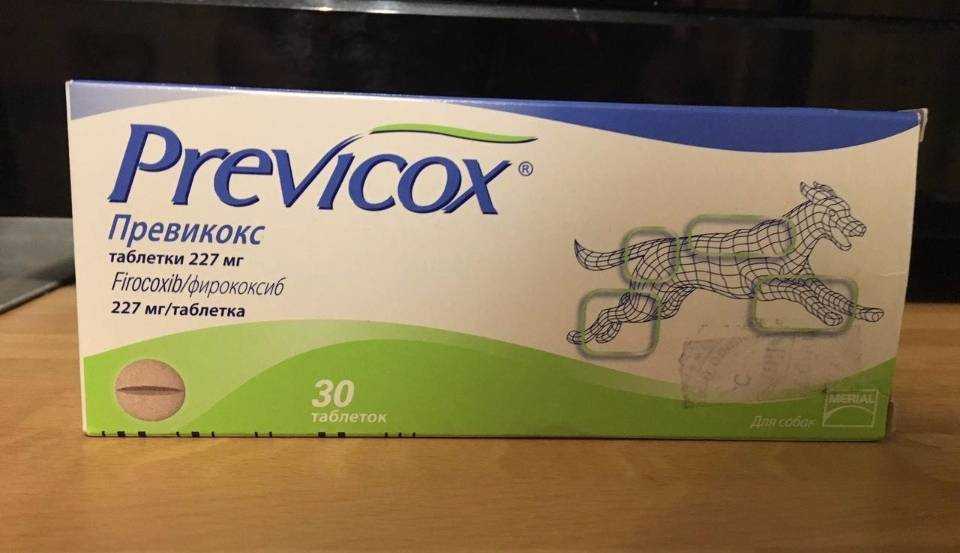 Previcox®
Превикокс
таблетки 227 мг
Firocoxib/фирококсиб
227 мг/таблетка
30
таблеток
Для собак
MERIAL